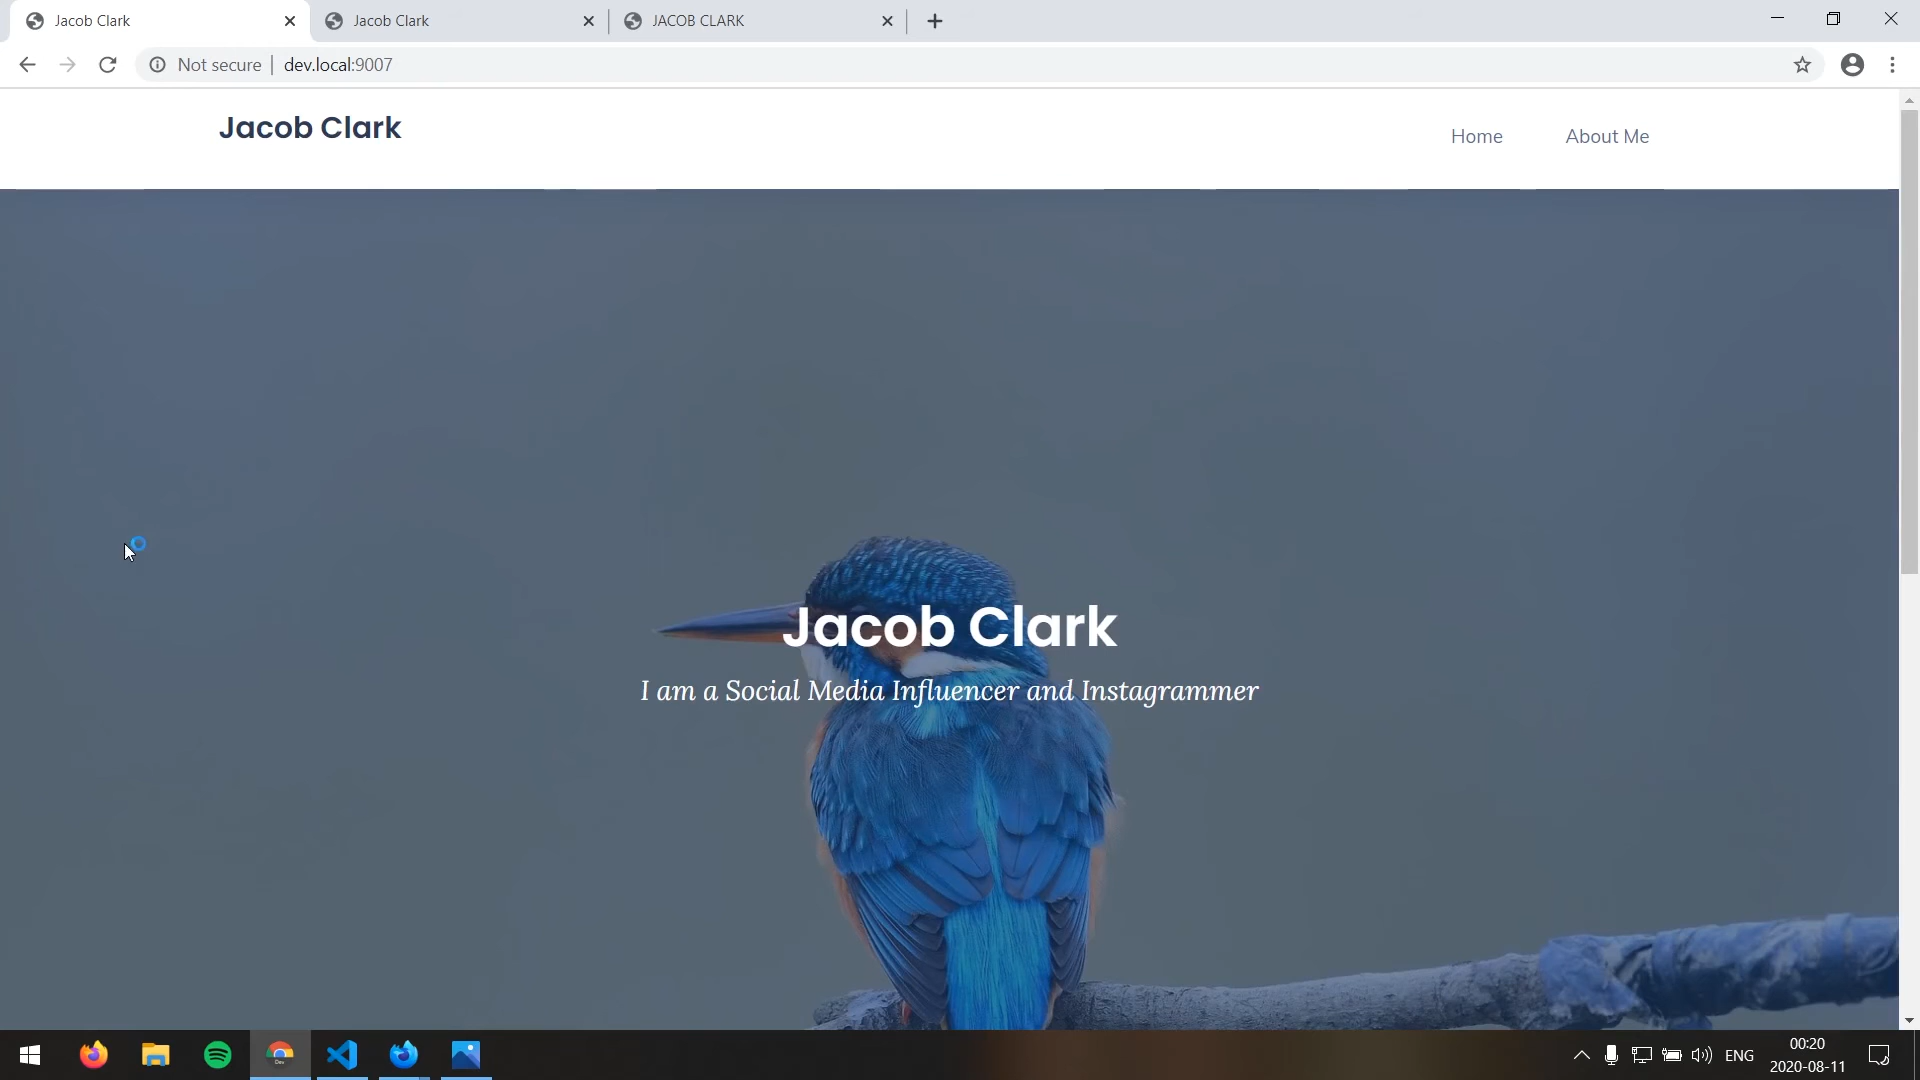 Jacob Clark
Jacob Clark
JACOB CLARK
Not secure
dev.local:9007
Jacob Clark
Home
About Me
Jacob Clark
I am a Social Media Influencer and Instagrammer
Dev
ENG
00:20
2020-08-11